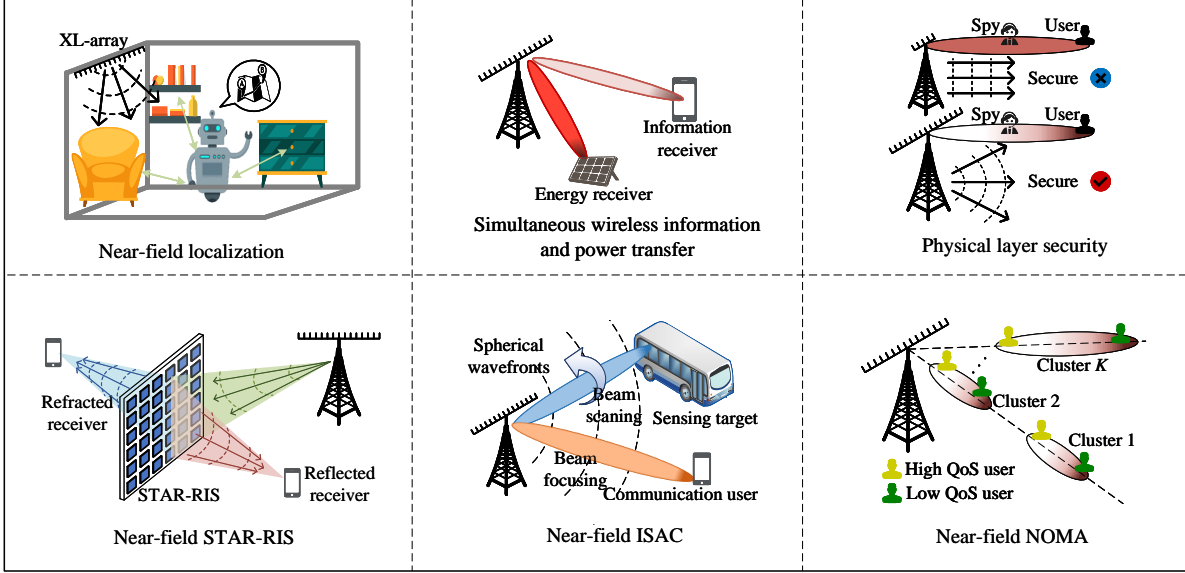 XL-array
Near-field localization
Information
receiver
Energy receiver
Simultaneous wireless information
and power transfer
Spy
User
Secure
Spy
User
Secure
Physical layer security
Refracted
receiver
STAR-RIS
Reflected
receiver
Near-field STAR-RIS
Spherical
wavefronts
Beam
scaning
Sensing target
Beam
focusing
Communication user
Near-field ISAC
Cluster K
Cluster 2
Cluster 1
High QoS user
Low QoS user
Near-field NOMA